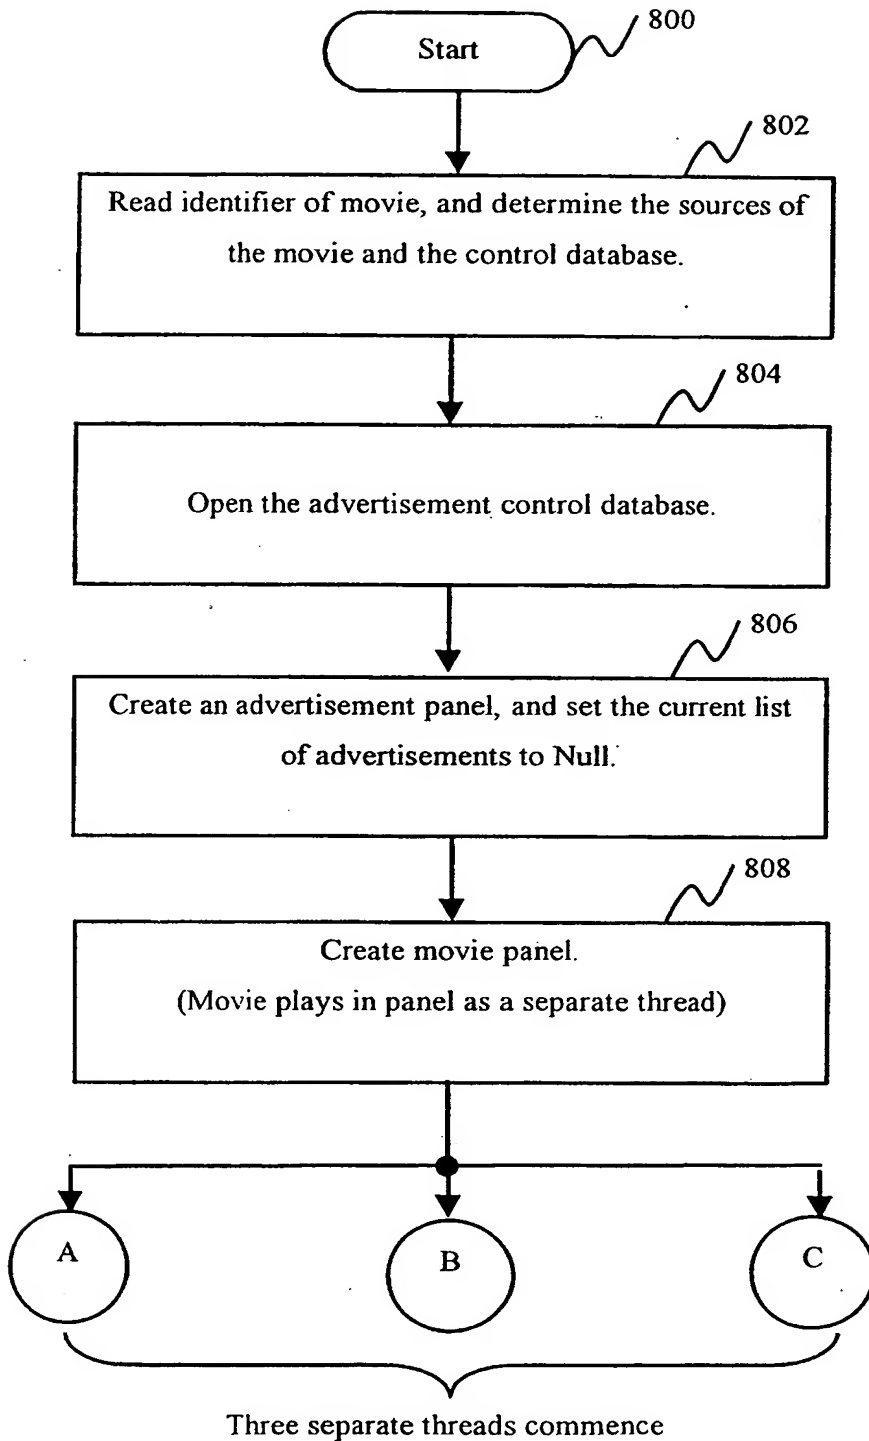 Start
800
802
Read identifier of movie, and determine the sources of
the movie and the control database.
804
Open the advertisement control database.
806
Create an advertisement panel, and set the current list
of advertisements to Null.
808
Create movie panel.
(Movie plays in panel as a separate thread)
A
B
C
Three separate threads commence